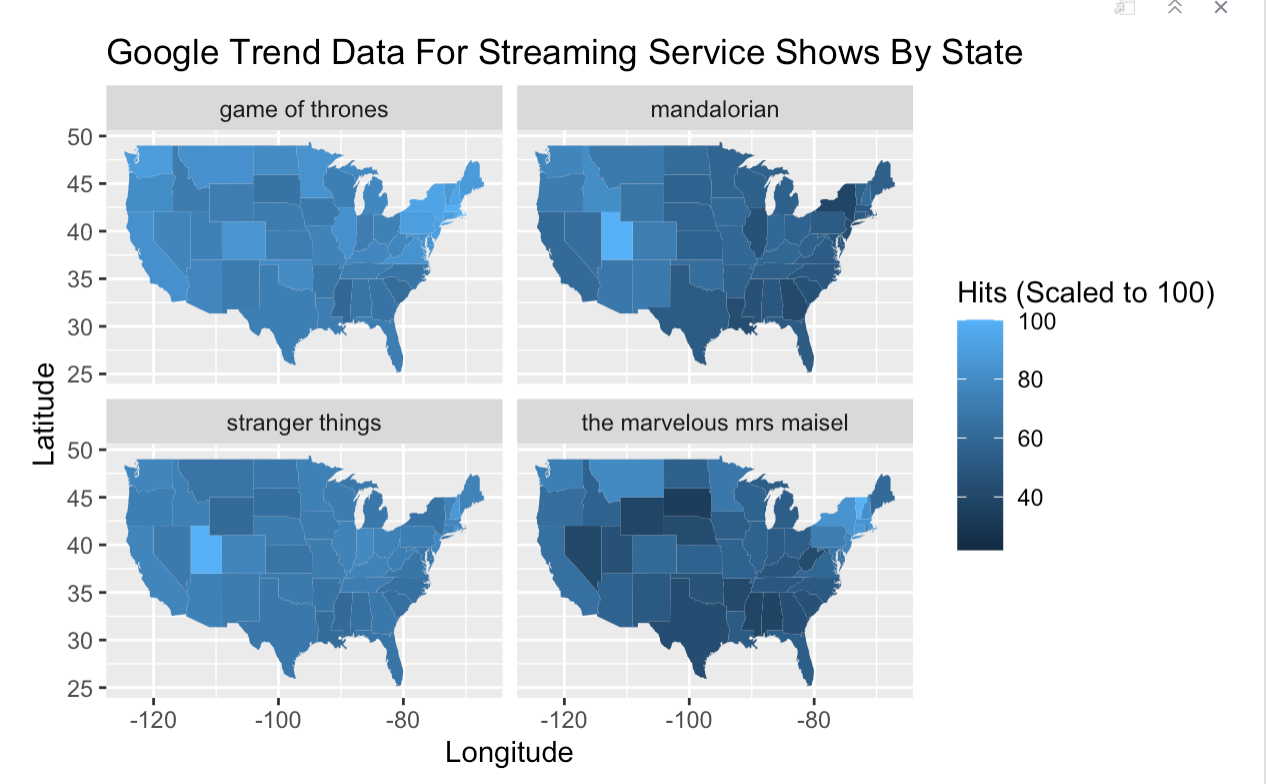 Google Trend Data For Streaming Service Shows By State
game of thrones
mandalorian
50
45
40
35
30
25
stranger things
the marvelous mrs maisel
50
45
40
35
30
25
Latitude
-120
-100
-80
-120
-100
-80
Longitude
Hits (Scaled to 100)
100
80
60
40